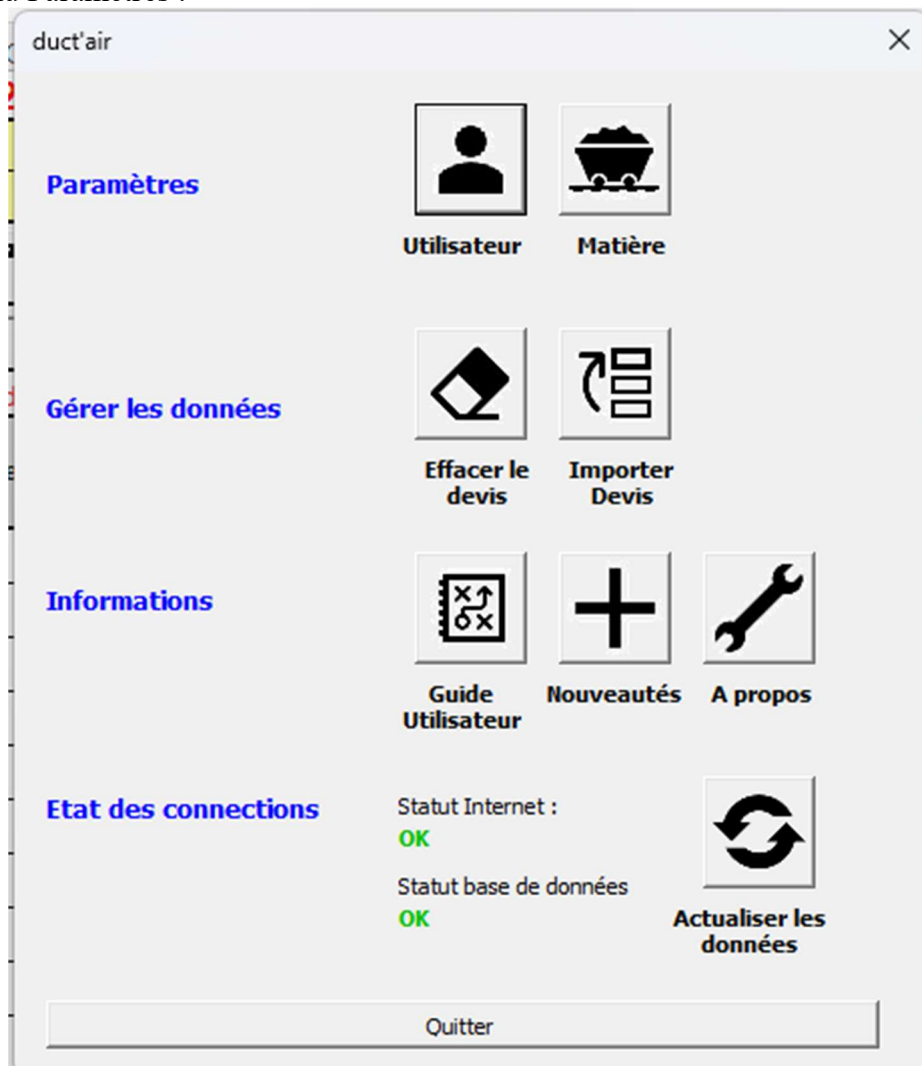 duct'air
Paramètres
Utilisateur
Matière
Gérer les données
Effacer le
devis
Importer
Devis
Informations
Guide
Utilisateur
Nouveautés
A propos
Etat des connections
Statut Internet :
OK
Statut base de données
OK
Actualiser les
données
Quitter